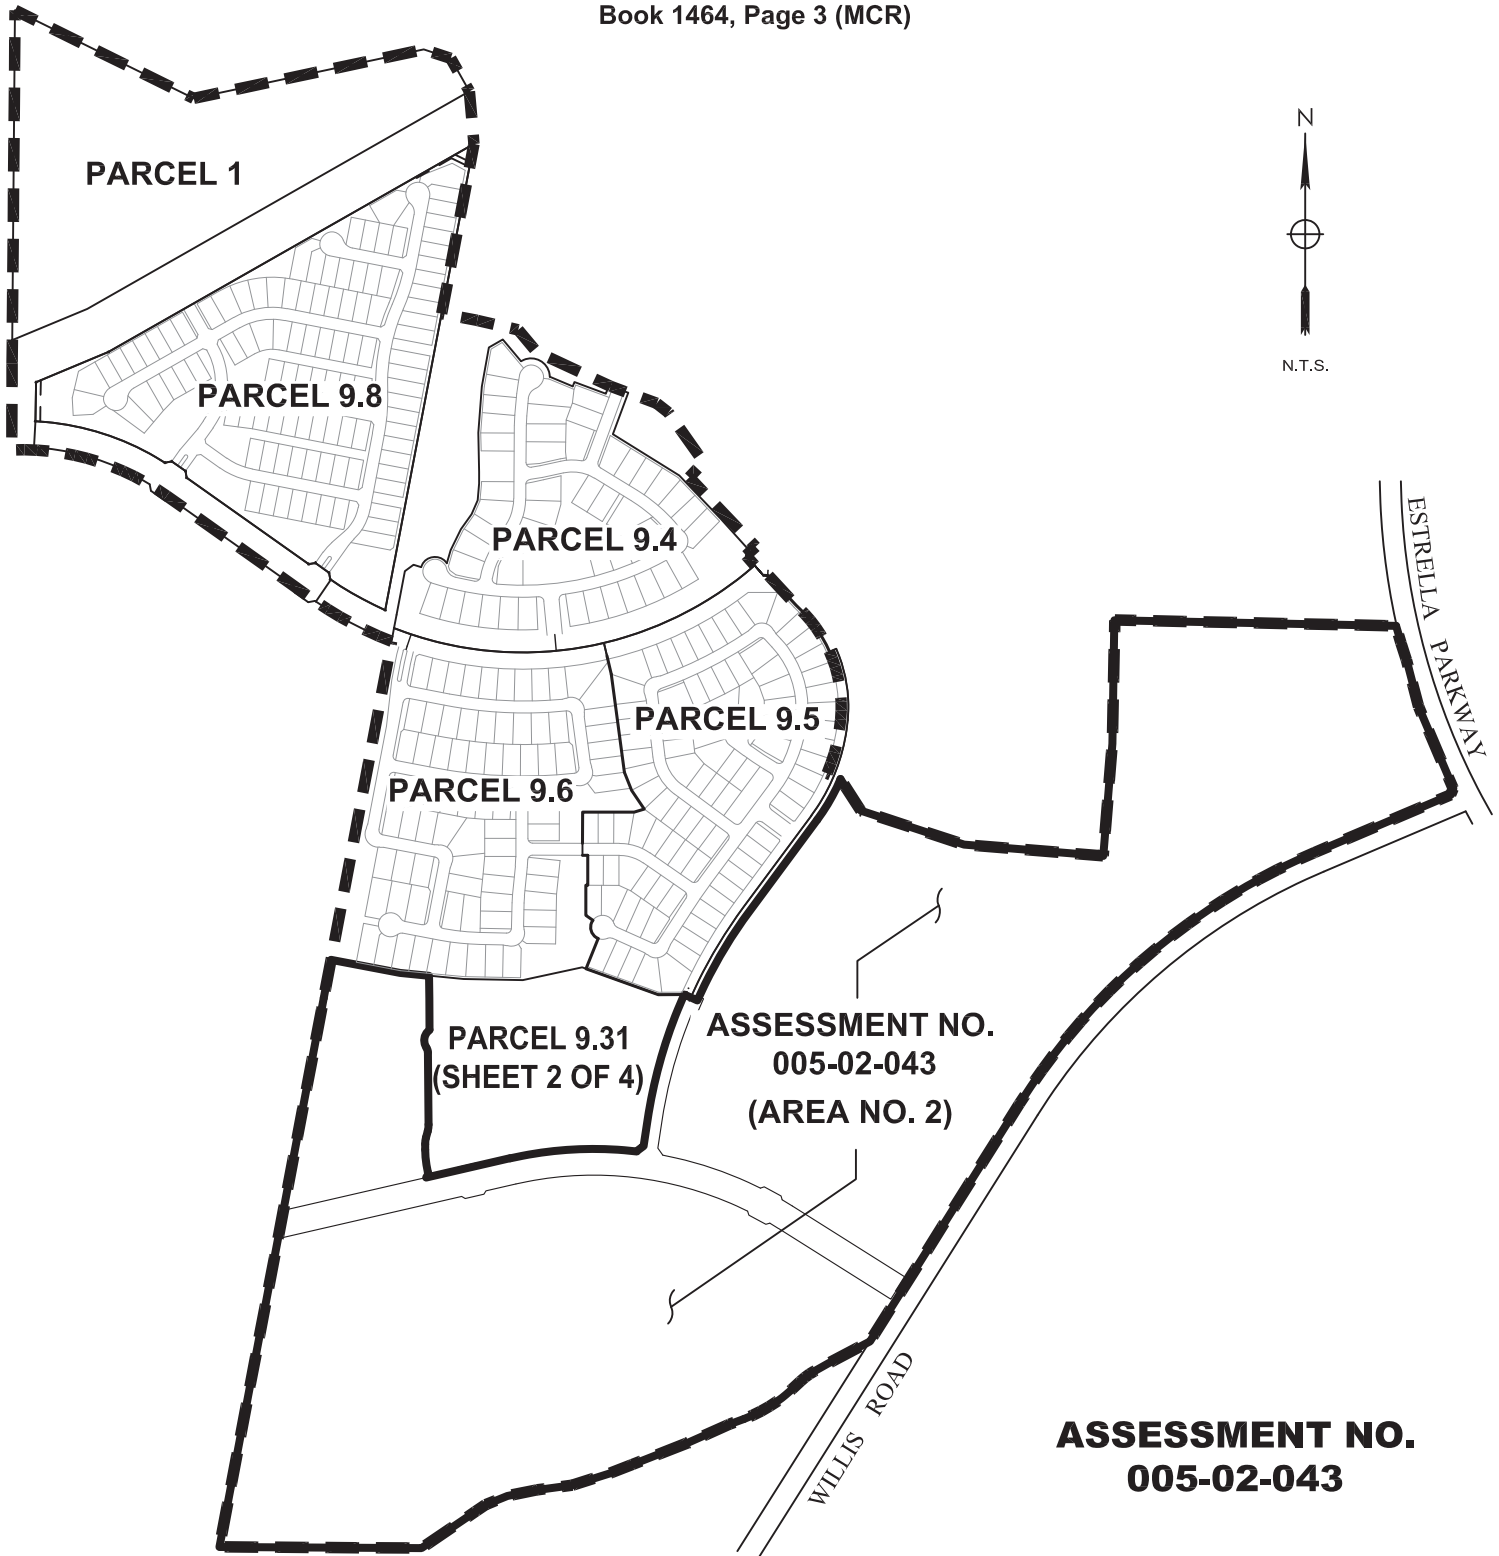 Book 1464, Page 3 (MCR)
N
N.T.S.
PARCEL 1
PARCEL 9.8
PARCEL 9.4
ESTRELLA PARKWAY
PARCEL 9.5
PARCEL 9.6
PARCEL 9.31
(SHEET 2 OF 4)
ASSESSMENT NO.
005-02-043
(AREA NO. 2)
WILLIS ROAD
ASSESSMENT NO.
005-02-043